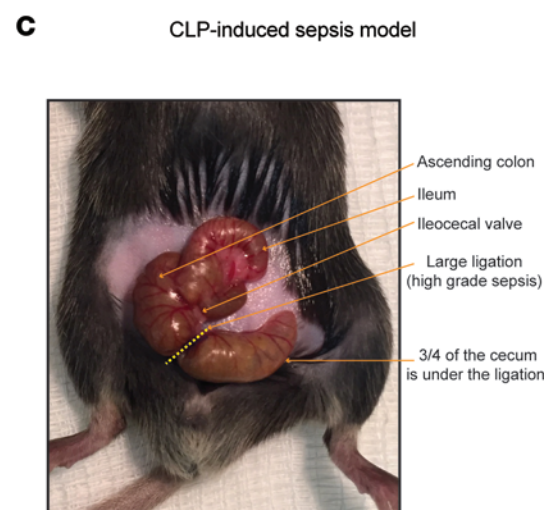 C
CLP-induced sepsis model
Ascending colon
Ileum
Ileocecal valve
Large ligation
(high grade sepsis)
3/4 of the cecum
is under the ligation